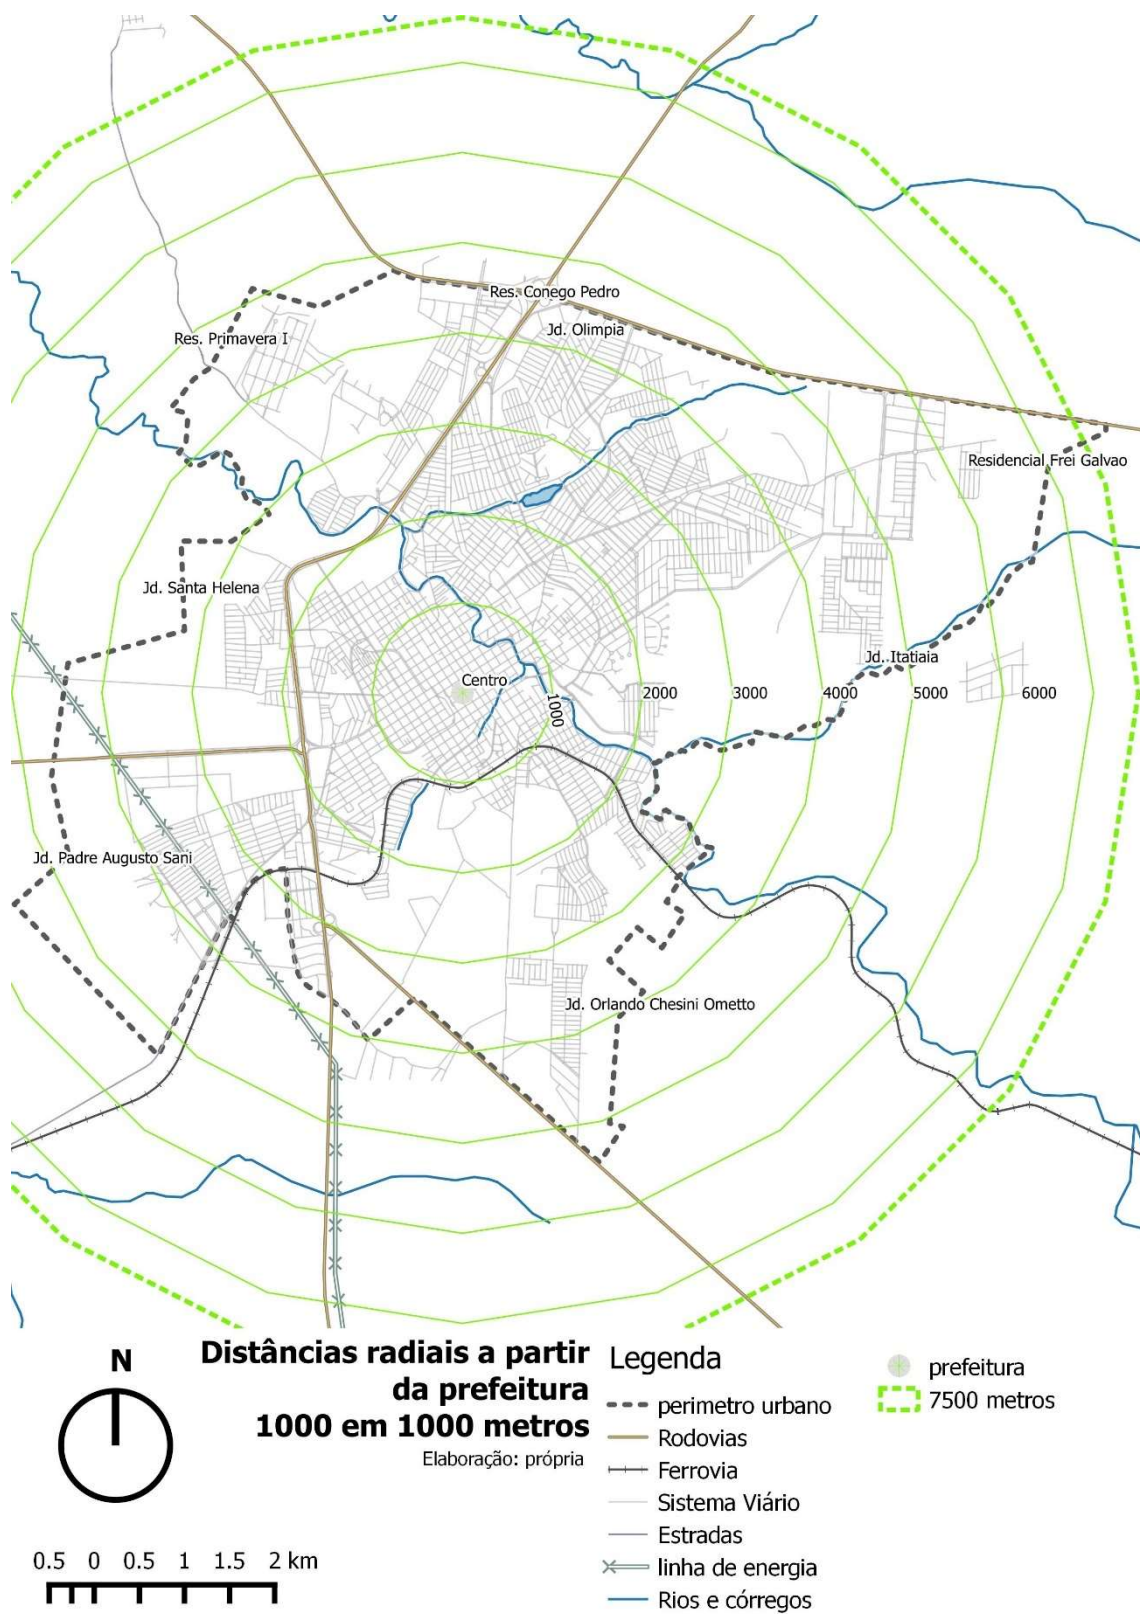 Res. Conego Pedro
Jd. Olimpia
Res. Primavera I
Residencial Frei Galvao
Jd. Santa Helena
Jd. Itatiaia
Centro
1000
2000
3000
4000
5000
6000
Jd. Padre Augusto Sani
Jd. Orlando Chesini Ometto
N
Distâncias radiais a partir
da prefeitura
1000 em 1000 metros
Elaboração: própria
0.5 0 0.5 1 1.5 2 km
Legenda
perimetro urbano
Rodovias
Ferrovia
Sistema Viário
Estradas
linha de energia
Rios e córregos
prefeitura
7500 metros